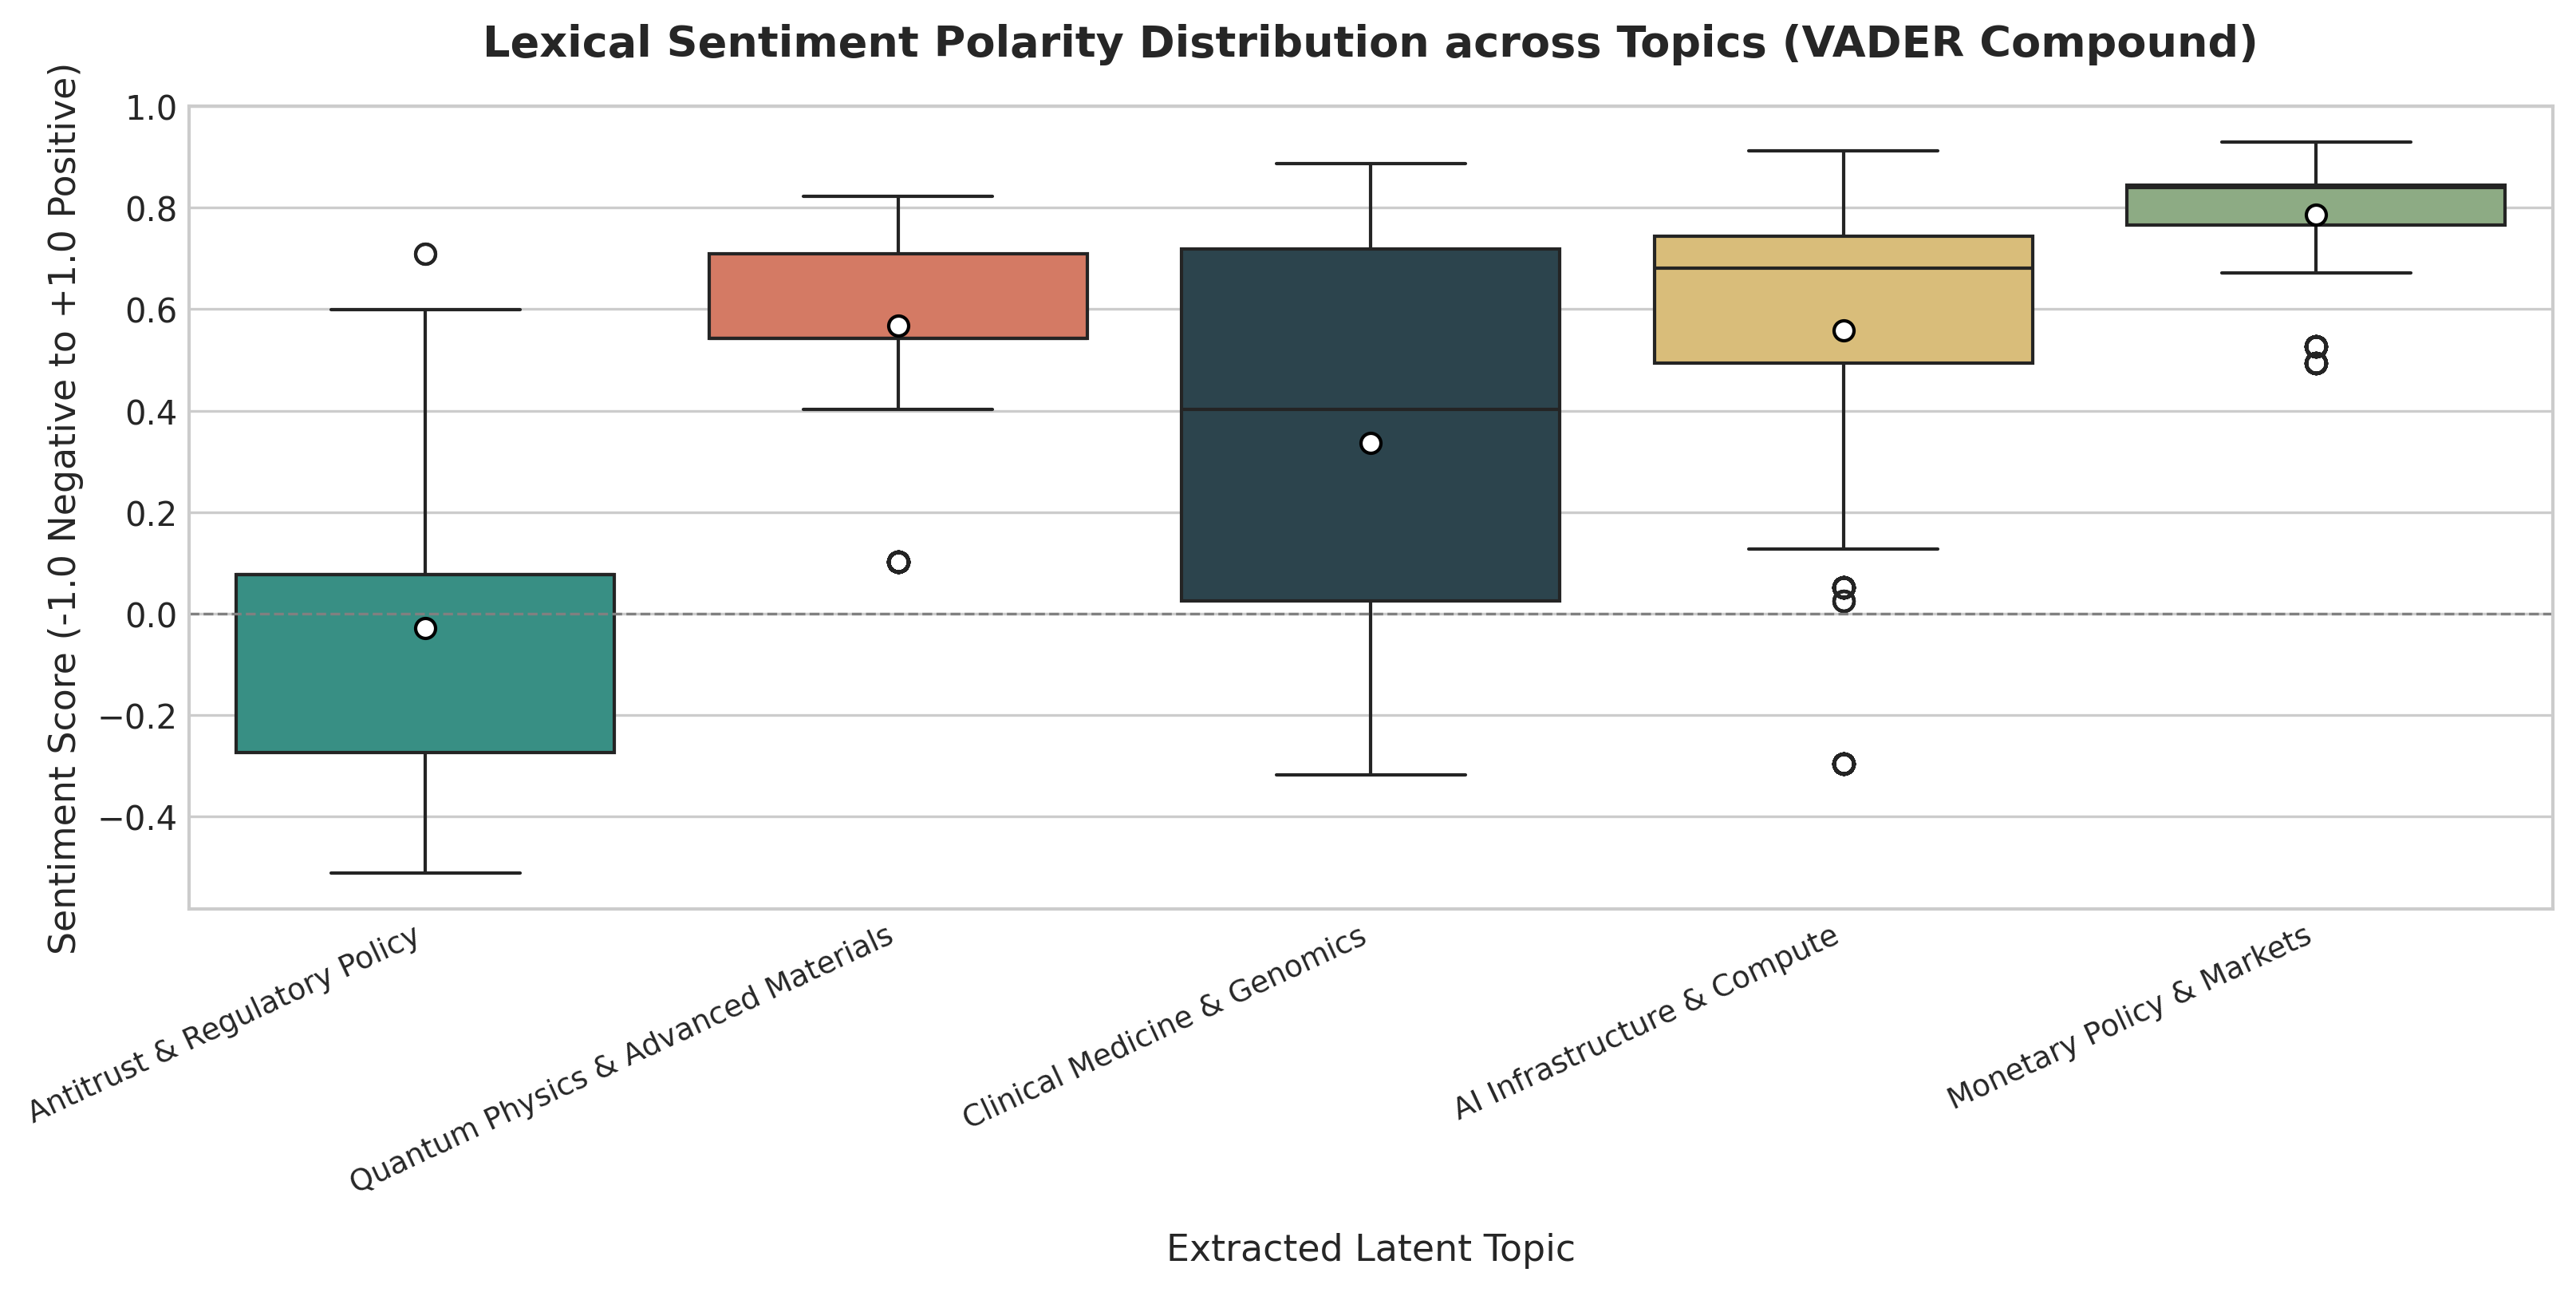 Lexical Sentiment Polarity Distribution across Topics (VADER Compound)
Sentiment Score (-1.0 Negative to +1.0 Positive)
1.0
0.8
0.6
0.4
0.2
0.0
−0.2
−0.4
Antitrust & Regulatory Policy
Quantum Physics & Advanced Materials
Clinical Medicine & Genomics
AI Infrastructure & Compute
Monetary Policy & Markets
Extracted Latent Topic